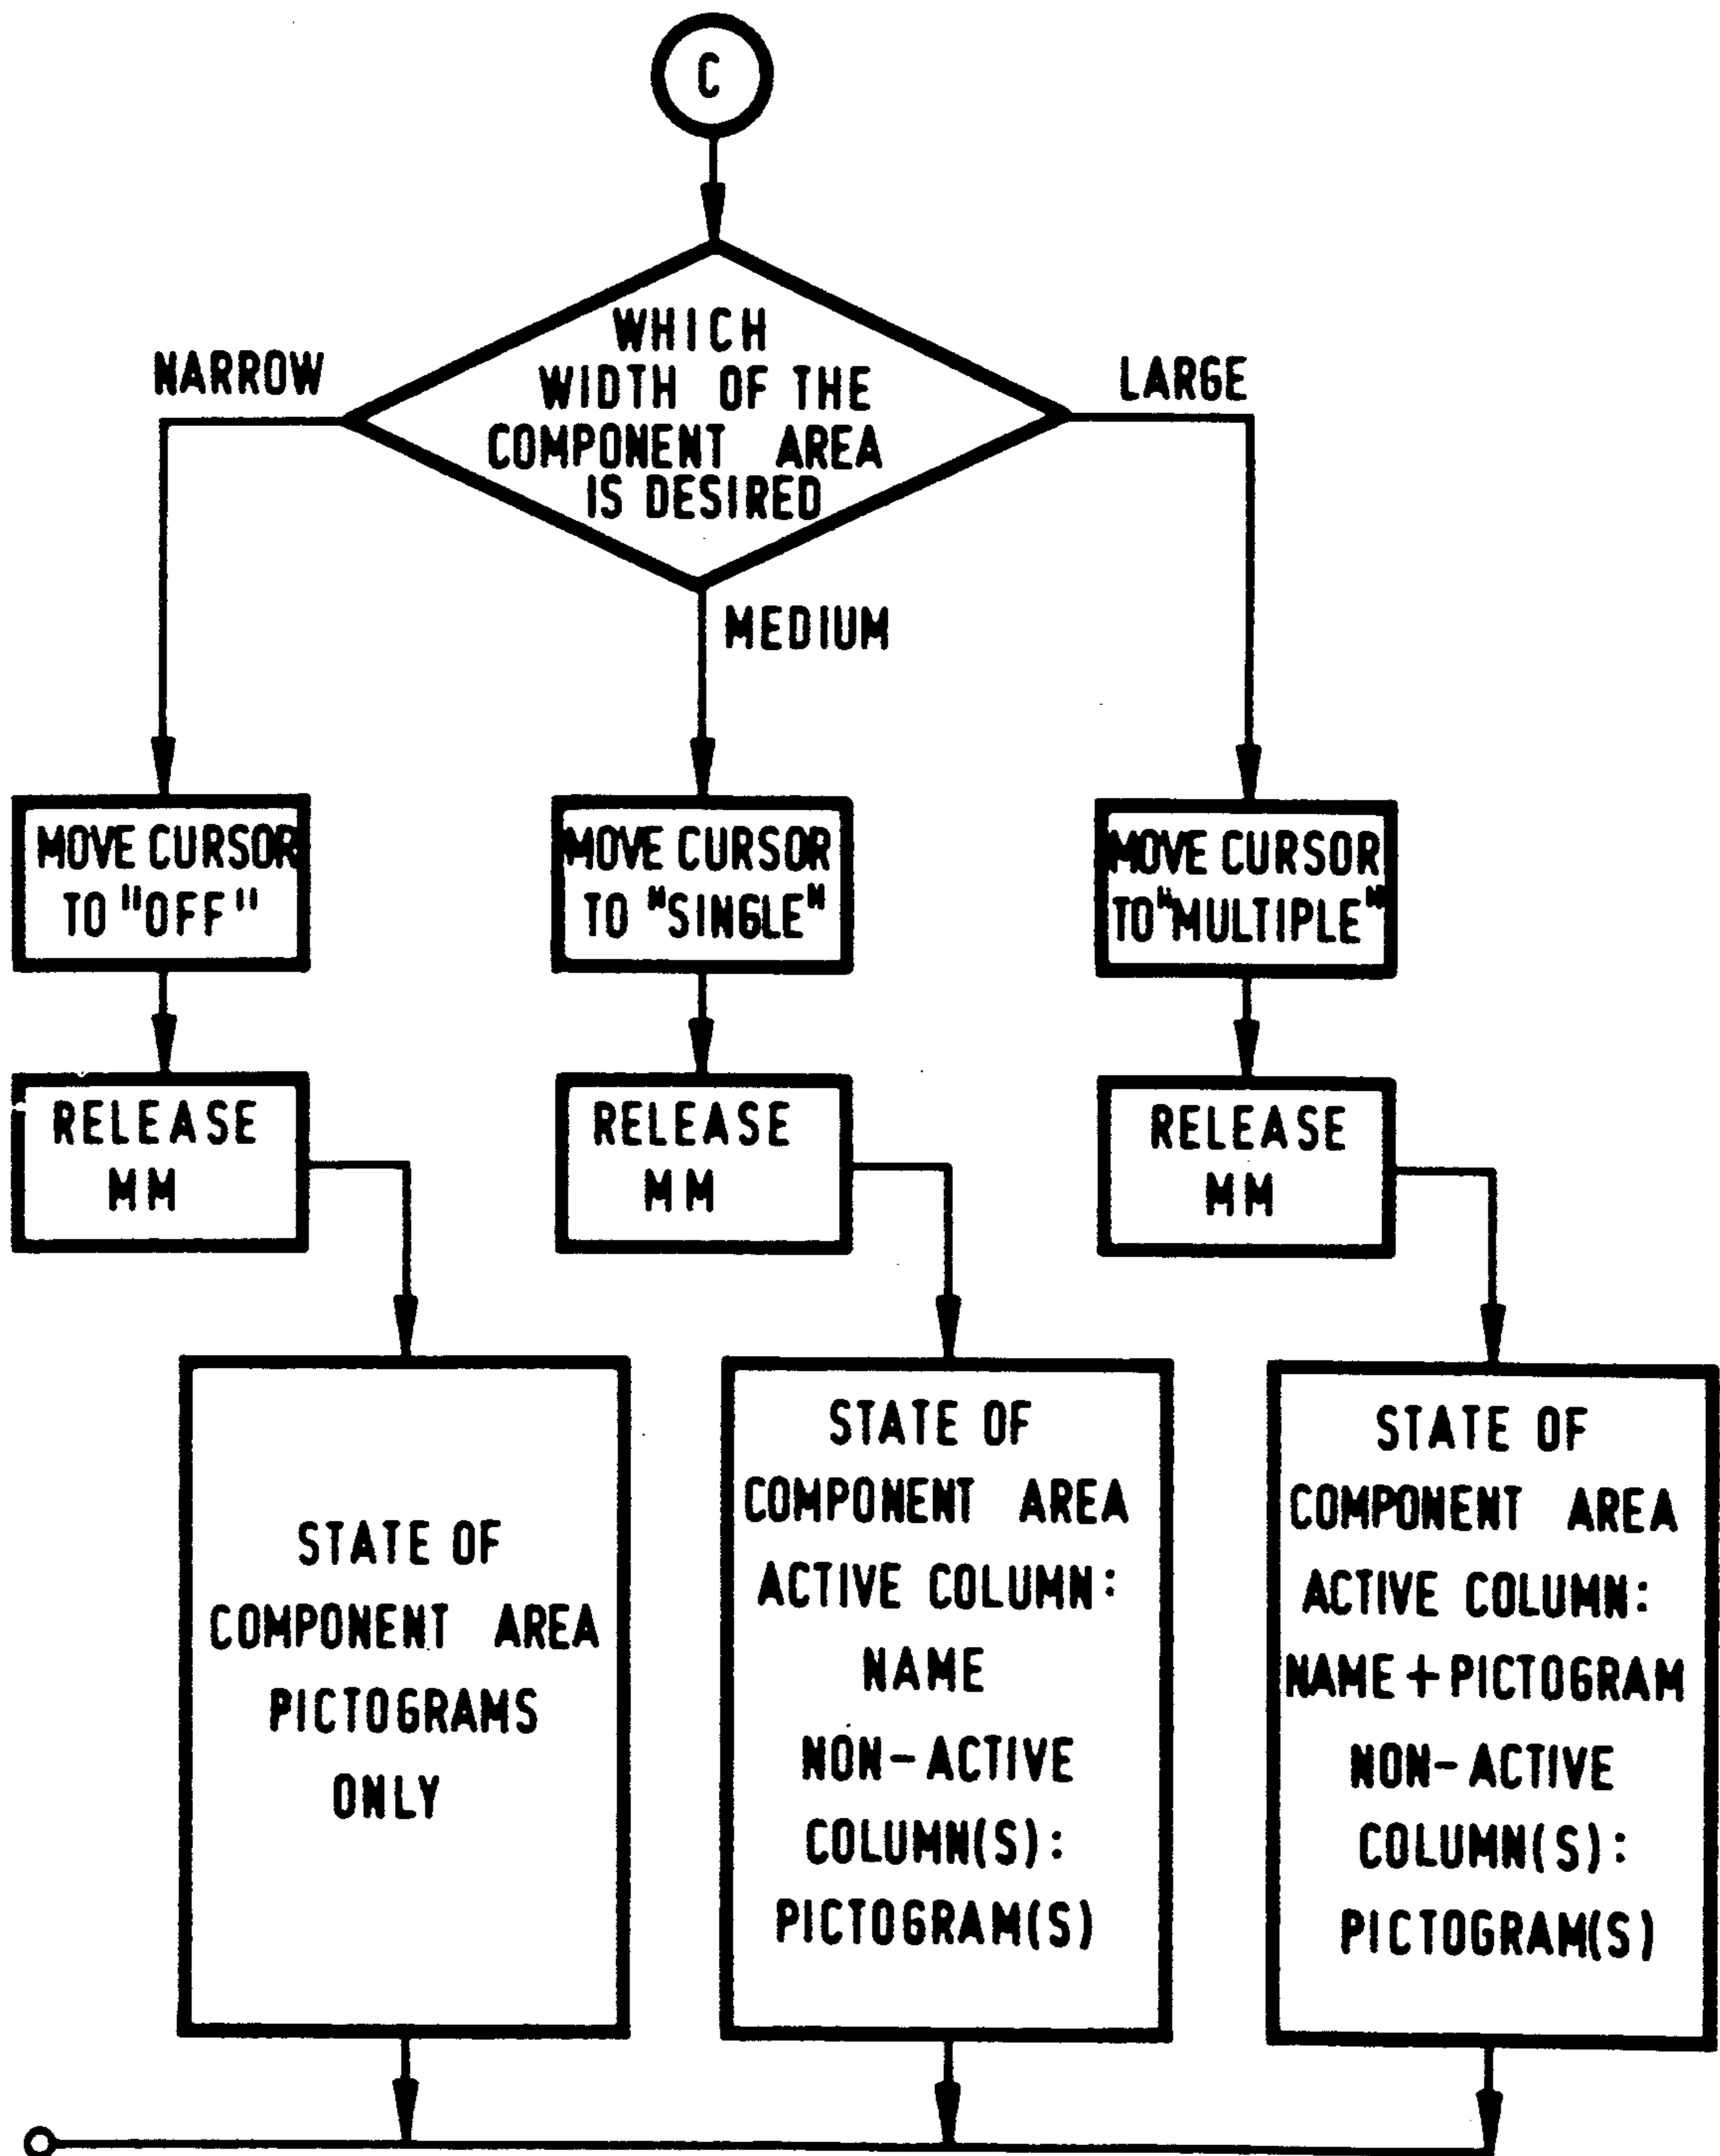 C
WHICH
WIDTH OF THE
COMPONENT AREA
IS DESIRED
NARROW
LARGE
MEDIUM
MOVE CURSOR
TO "OFF"
MOVE CURSOR
TO "SINGLE"
MOVE CURSOR
TO "MULTIPLE"
RELEASE
MM
RELEASE
MM
RELEASE
MM
STATE OF
COMPONENT AREA
PICTOGRAMS
ONLY
STATE OF
COMPONENT AREA
ACTIVE COLUMN:
NAME
NON-ACTIVE
COLUMN(S):
PICTOGRAM(S)
STATE OF
COMPONENT AREA
ACTIVE COLUMN:
NAME + PICTOGRAM
NON-ACTIVE
COLUMN(S):
PICTOGRAM(S)